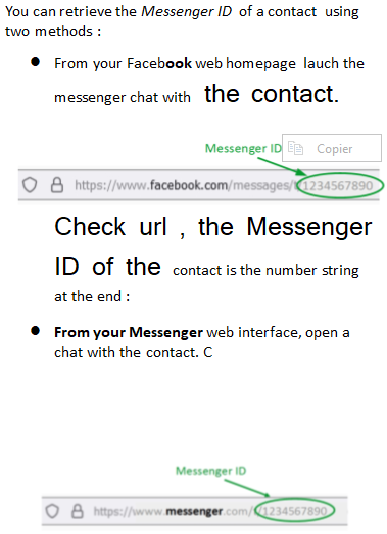 You can retrieve the Messenger ID of a contact using
two methods :
● From your Facebook web homepage lauch the
messenger chat with the contact.
Messenger ID
Copier
https://www.facebook.com/messages/t/1234567890
Check url , the Messenger
ID of the contact is the number string
at the end :
● From your Messenger web interface, open a
chat with the contact. C
Messenger ID
https://www.messenger.com/t/1234567890